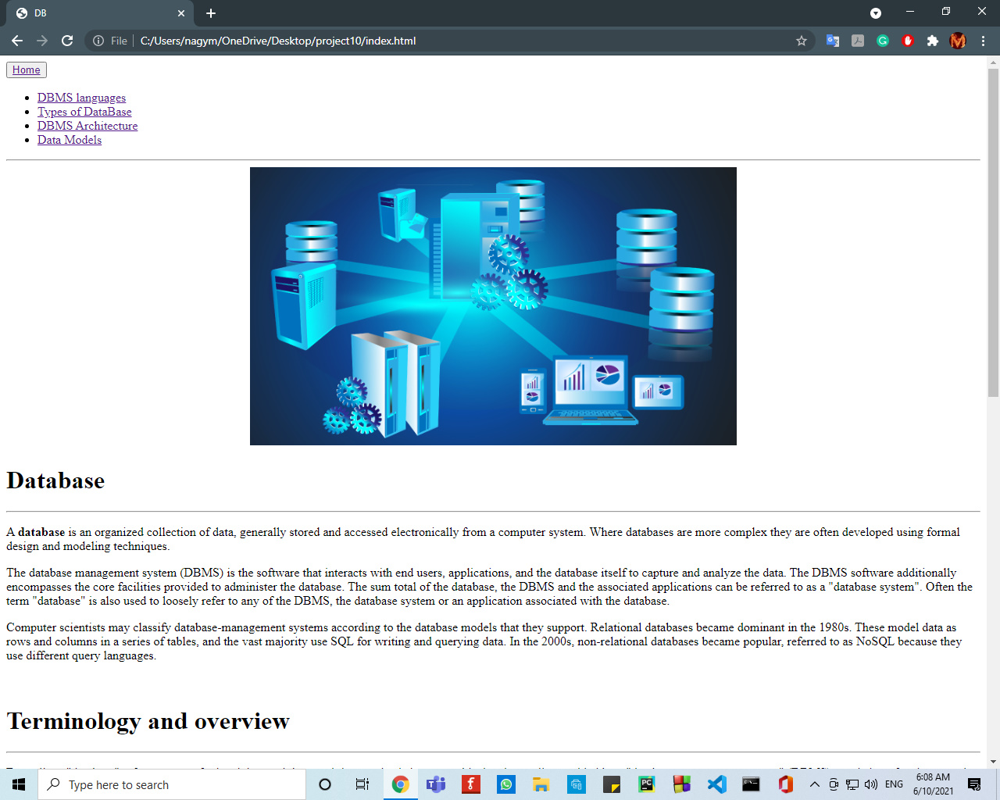 DB
File
C:/Users/nagym/OneDrive/Desktop/project10/index.html
Home
DBMS languages
Types of DataBase
DBMS Architecture
Data Models
Database
A database is an organized collection of data, generally stored and accessed electronically from a computer system. Where databases are more complex they are often developed using formal
design and modeling techniques.
The database management system (DBMS) is the software that interacts with end users, applications, and the database itself to capture and analyze the data. The DBMS software additionally
encompasses the core facilities provided to administer the database. The sum total of the database, the DBMS and the associated applications can be referred to as a "database system". Often the
term "database" is also used to loosely refer to any of the DBMS, the database system or an application associated with the database.
Computer scientists may classify database-management systems according to the database models that they support. Relational databases became dominant in the 1980s. These model data as
rows and columns in a series of tables, and the vast majority use SQL for writing and querying data. In the 2000s, non-relational databases became popular, referred to as NoSQL because they
use different query languages.
Terminology and overview
Type here to search
ENG
6:08 AM
6/10/2021